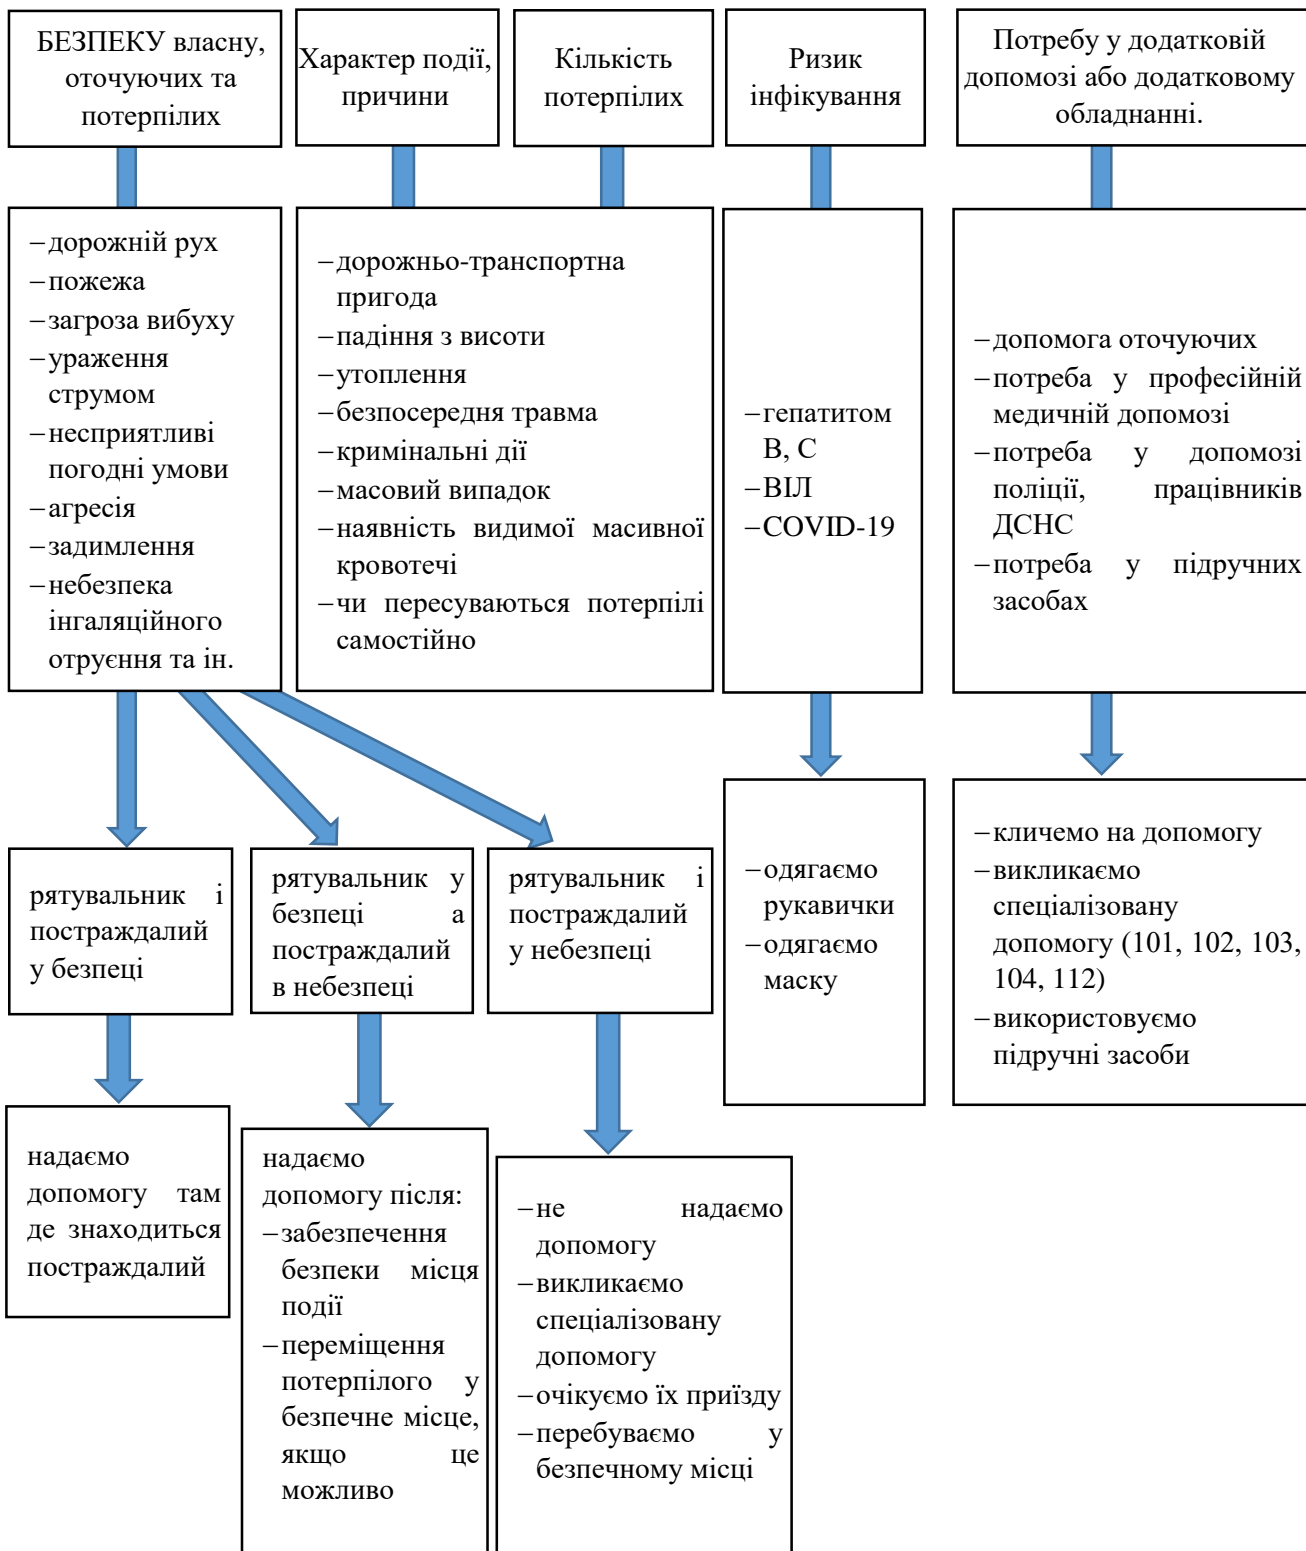 БЕЗПЕКУ власну,
оточуючих та
потерпілих
Характер події,
причини
Кількість
потерпілих
Ризик
інфікування
Потребу у додатковій
допомозі або додатковому
обладнанні.
–дорожній рух
–пожежа
–загроза вибуху
–ураження
струмом
–несприятливі
погодні умови
–агресія
–задимлення
–небезпека
інгаляційного
отруєння та ін.
–дорожньо-транспортна
пригода
–падіння з висоти
–утоплення
–безпосередня травма
–кримінальні дії
–масовий випадок
–наявність видимої масивної
кровотечі
–чи пересуваються потерпілі
самостійно
–гепатитом
В, С
–ВІЛ
–COVID-19
–допомога оточуючих
–потреба у професійній
медичній допомозі
–потреба у допомозі
поліції, працівників
ДСНС
–потреба у підручних
засобах
рятувальник і
постраждалий
у безпеці
рятувальник у
безпеці а
постраждалий
в небезпеці
рятувальник і
постраждалий
у небезпеці
–одягаємо
рукавички
–одягаємо
маску
–кличемо на допомогу
–викликаємо
спеціалізовану
допомогу (101, 102, 103,
104, 112)
–використовуємо
підручні засоби
надаємо
допомогу там
де знаходиться
постраждалий
надаємо
допомогу після:
–забезпечення
безпеки місця
події
–переміщення
потерпілого у
безпечне місце,
якщо це
можливо
–не надаємо
допомогу
–викликаємо
спеціалізовану
допомогу
–очікуємо їх приїзду
–перебуваємо у
безпечному місці